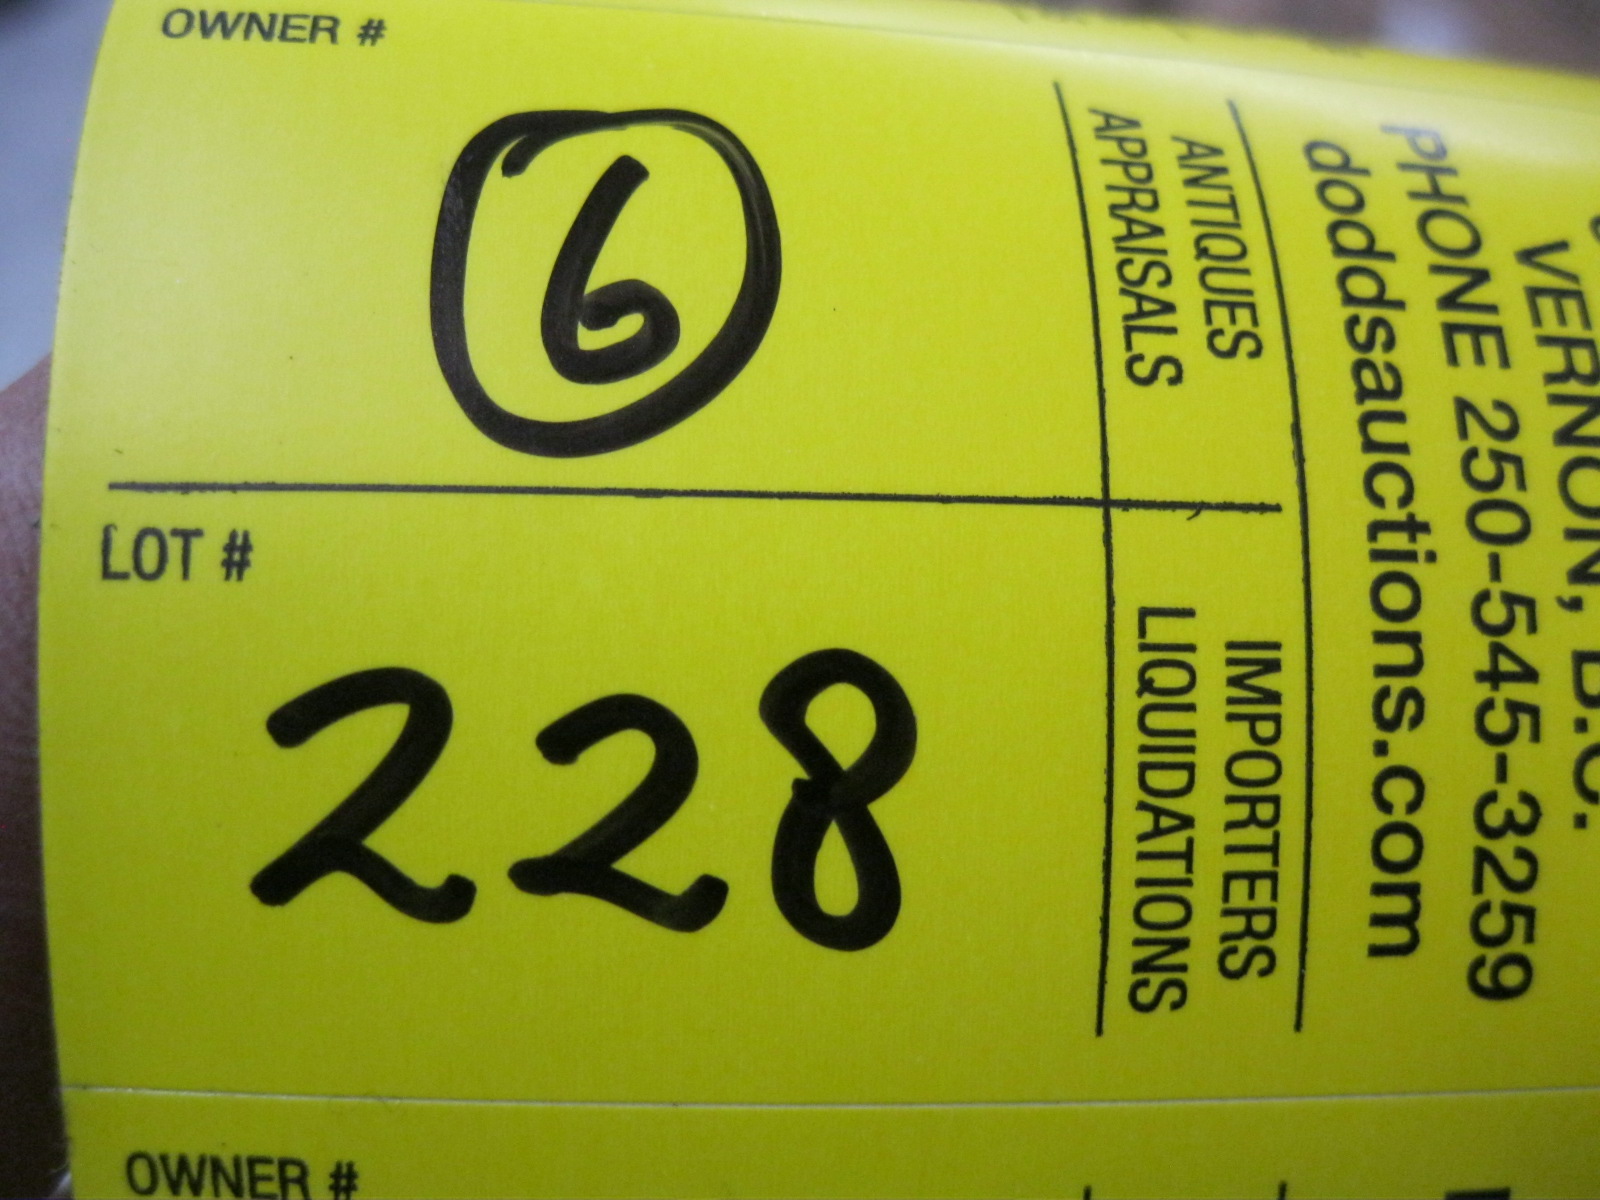 OWNER #
6
LOT #
228
VERNON, B.C.
PHONE 250-545-3259
doddsauctions.com
ANTIQUES
APPRAISALS
IMPORTERS
LIQUIDATIONS
OWNER #